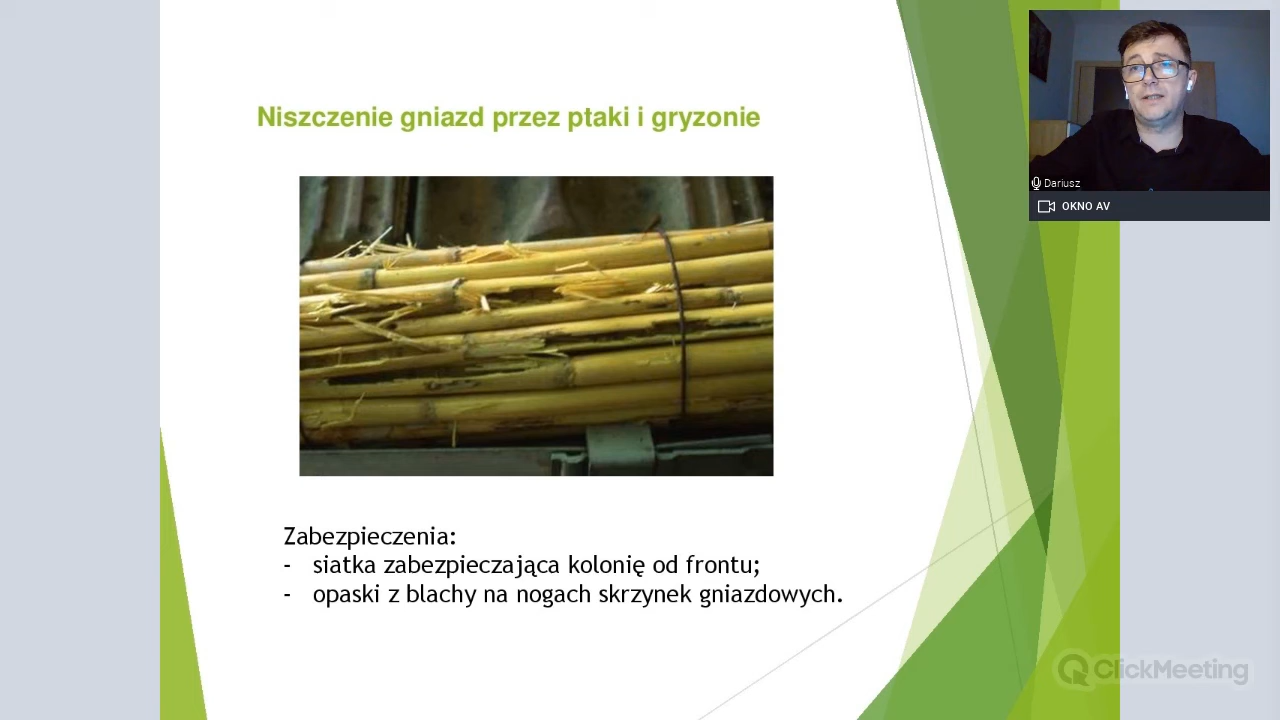 Niszczenie gniazd przez ptaki i gryzonie
Dariusz
OKNO AV
Zabezpieczenia:
- siatka zabezpieczająca kolonię od frontu;
- opaski z blachy na nogach skrzynek gniazdowych.
ClickMeeting